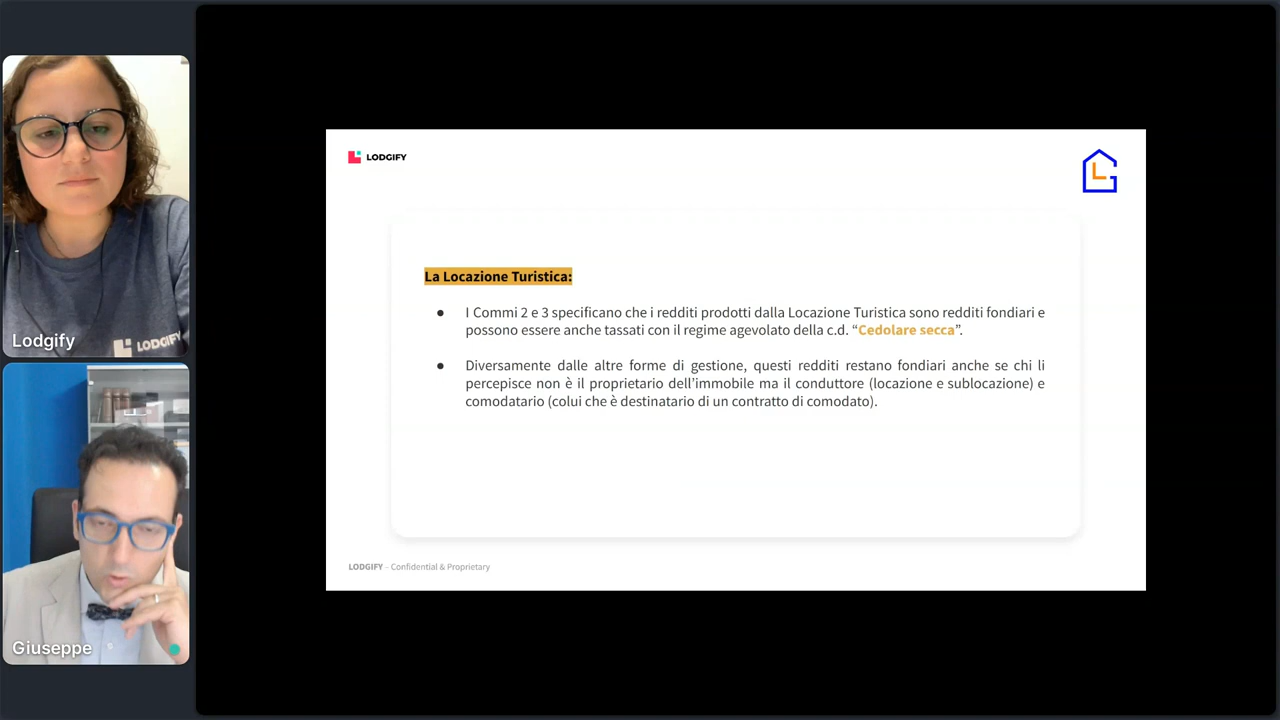 LODGIFY
La Locazione Turistica:
● I Commi 2 e 3 specificano che i redditi prodotti dalla Locazione Turistica sono redditi fondiari e
possono essere anche tassati con il regime agevolato della c.d. “Cedolare secca”.
● Diversamente dalle altre forme di gestione, questi redditi restano fondiari anche se chi li
percepisce non è il proprietario dell’immobile ma il conduttore (locazione e sublocazione) e
comodatario (colui che è destinatario di un contratto di comodato).
LODGIFY – Confidential & Proprietary
LODGIFY
Lodgify
Giuseppe